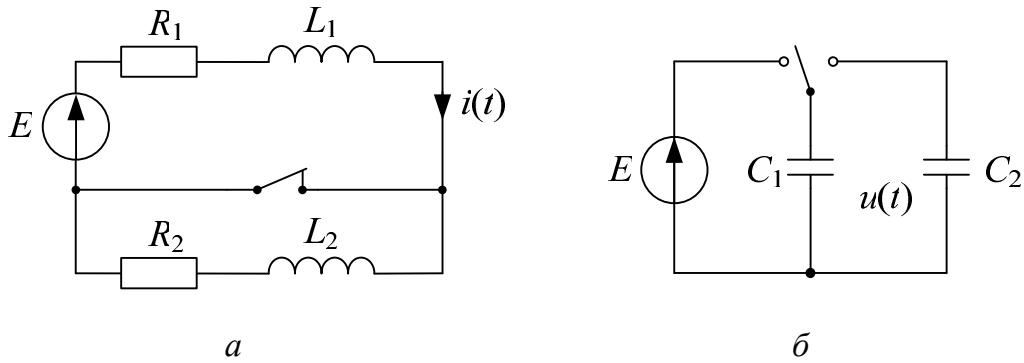 R1 L1
E i(t)
R2 L2
а
E C1 u(t) C2
б